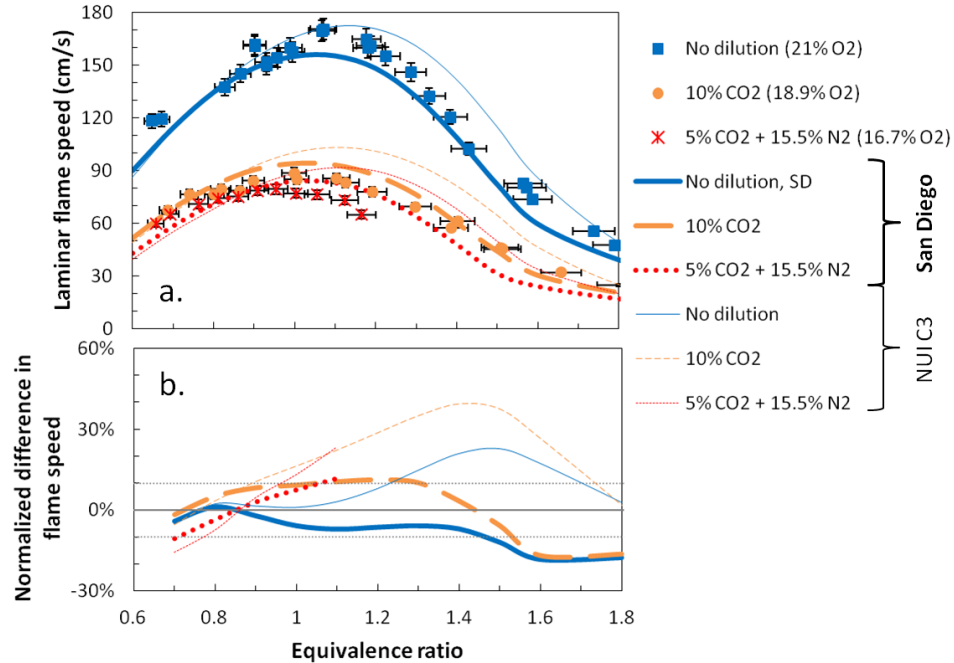 180
150
120
90
60
30
0
Laminar flame speed (cm/s)
a.
60%
30%
0%
-30%
Normalized difference in
flame speed
b.
0.6 0.8 1 1.2 1.4 1.6 1.8
Equivalence ratio
No dilution (21% O2)
10% CO2 (18.9% O2)
5% CO2 + 15.5% N2 (16.7% O2)
No dilution, SD
10% CO2
5% CO2 + 15.5% N2
San Diego
No dilution
10% CO2
5% CO2 + 15.5% N2
NUI C3